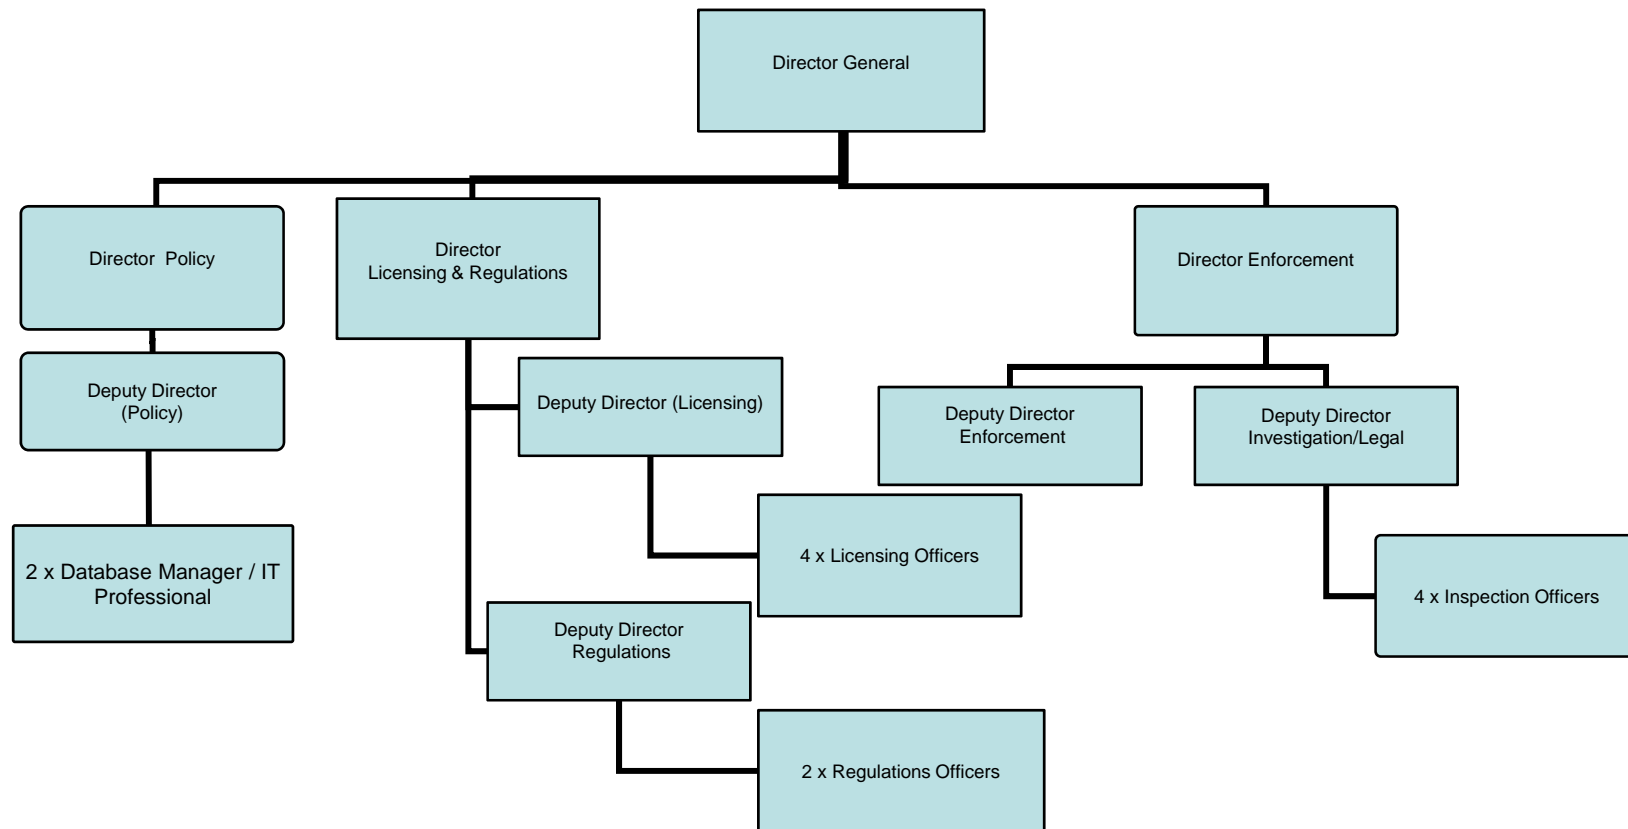 Director General
Director Policy
Director
Licensing & Regulations
Director Enforcement
Deputy Director
(Policy)
Deputy Director (Licensing)
Deputy Director
Enforcement
Deputy Director
Investigation/Legal
2 x Database Manager / IT
Professional
4 x Licensing Officers
4 x Inspection Officers
Deputy Director
Regulations
2 x Regulations Officers